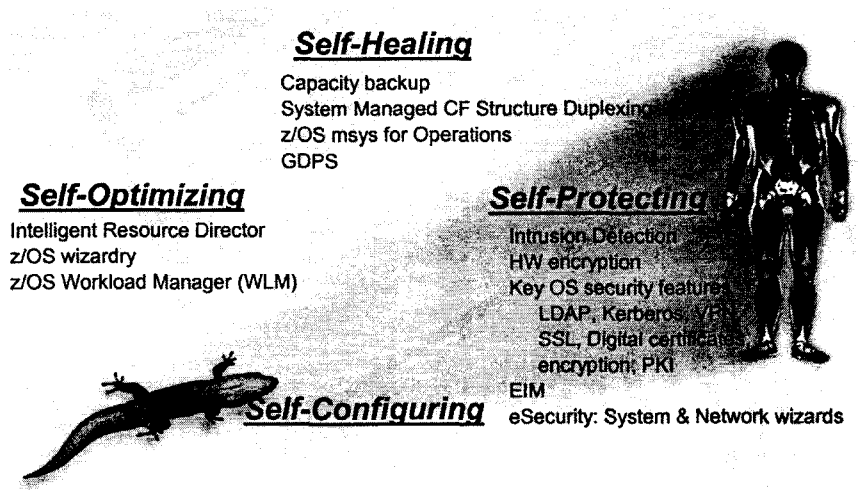 Self-Healing
Capacity backup
System Managed CF Structure Duplexing
z/OS msys for Operations
GDPS
Self-Optimizing
Intelligent Resource Director
z/OS wizardry
z/OS Workload Manager (WLM)
Self-Protecting
Intrusion Detection
HW encryption
Key OS security features
LDAP, Kerberos, VPN
SSL, Digital certificates
encryption, PKI
EIM
eSecurity: System & Network wizards
Self-Configuring